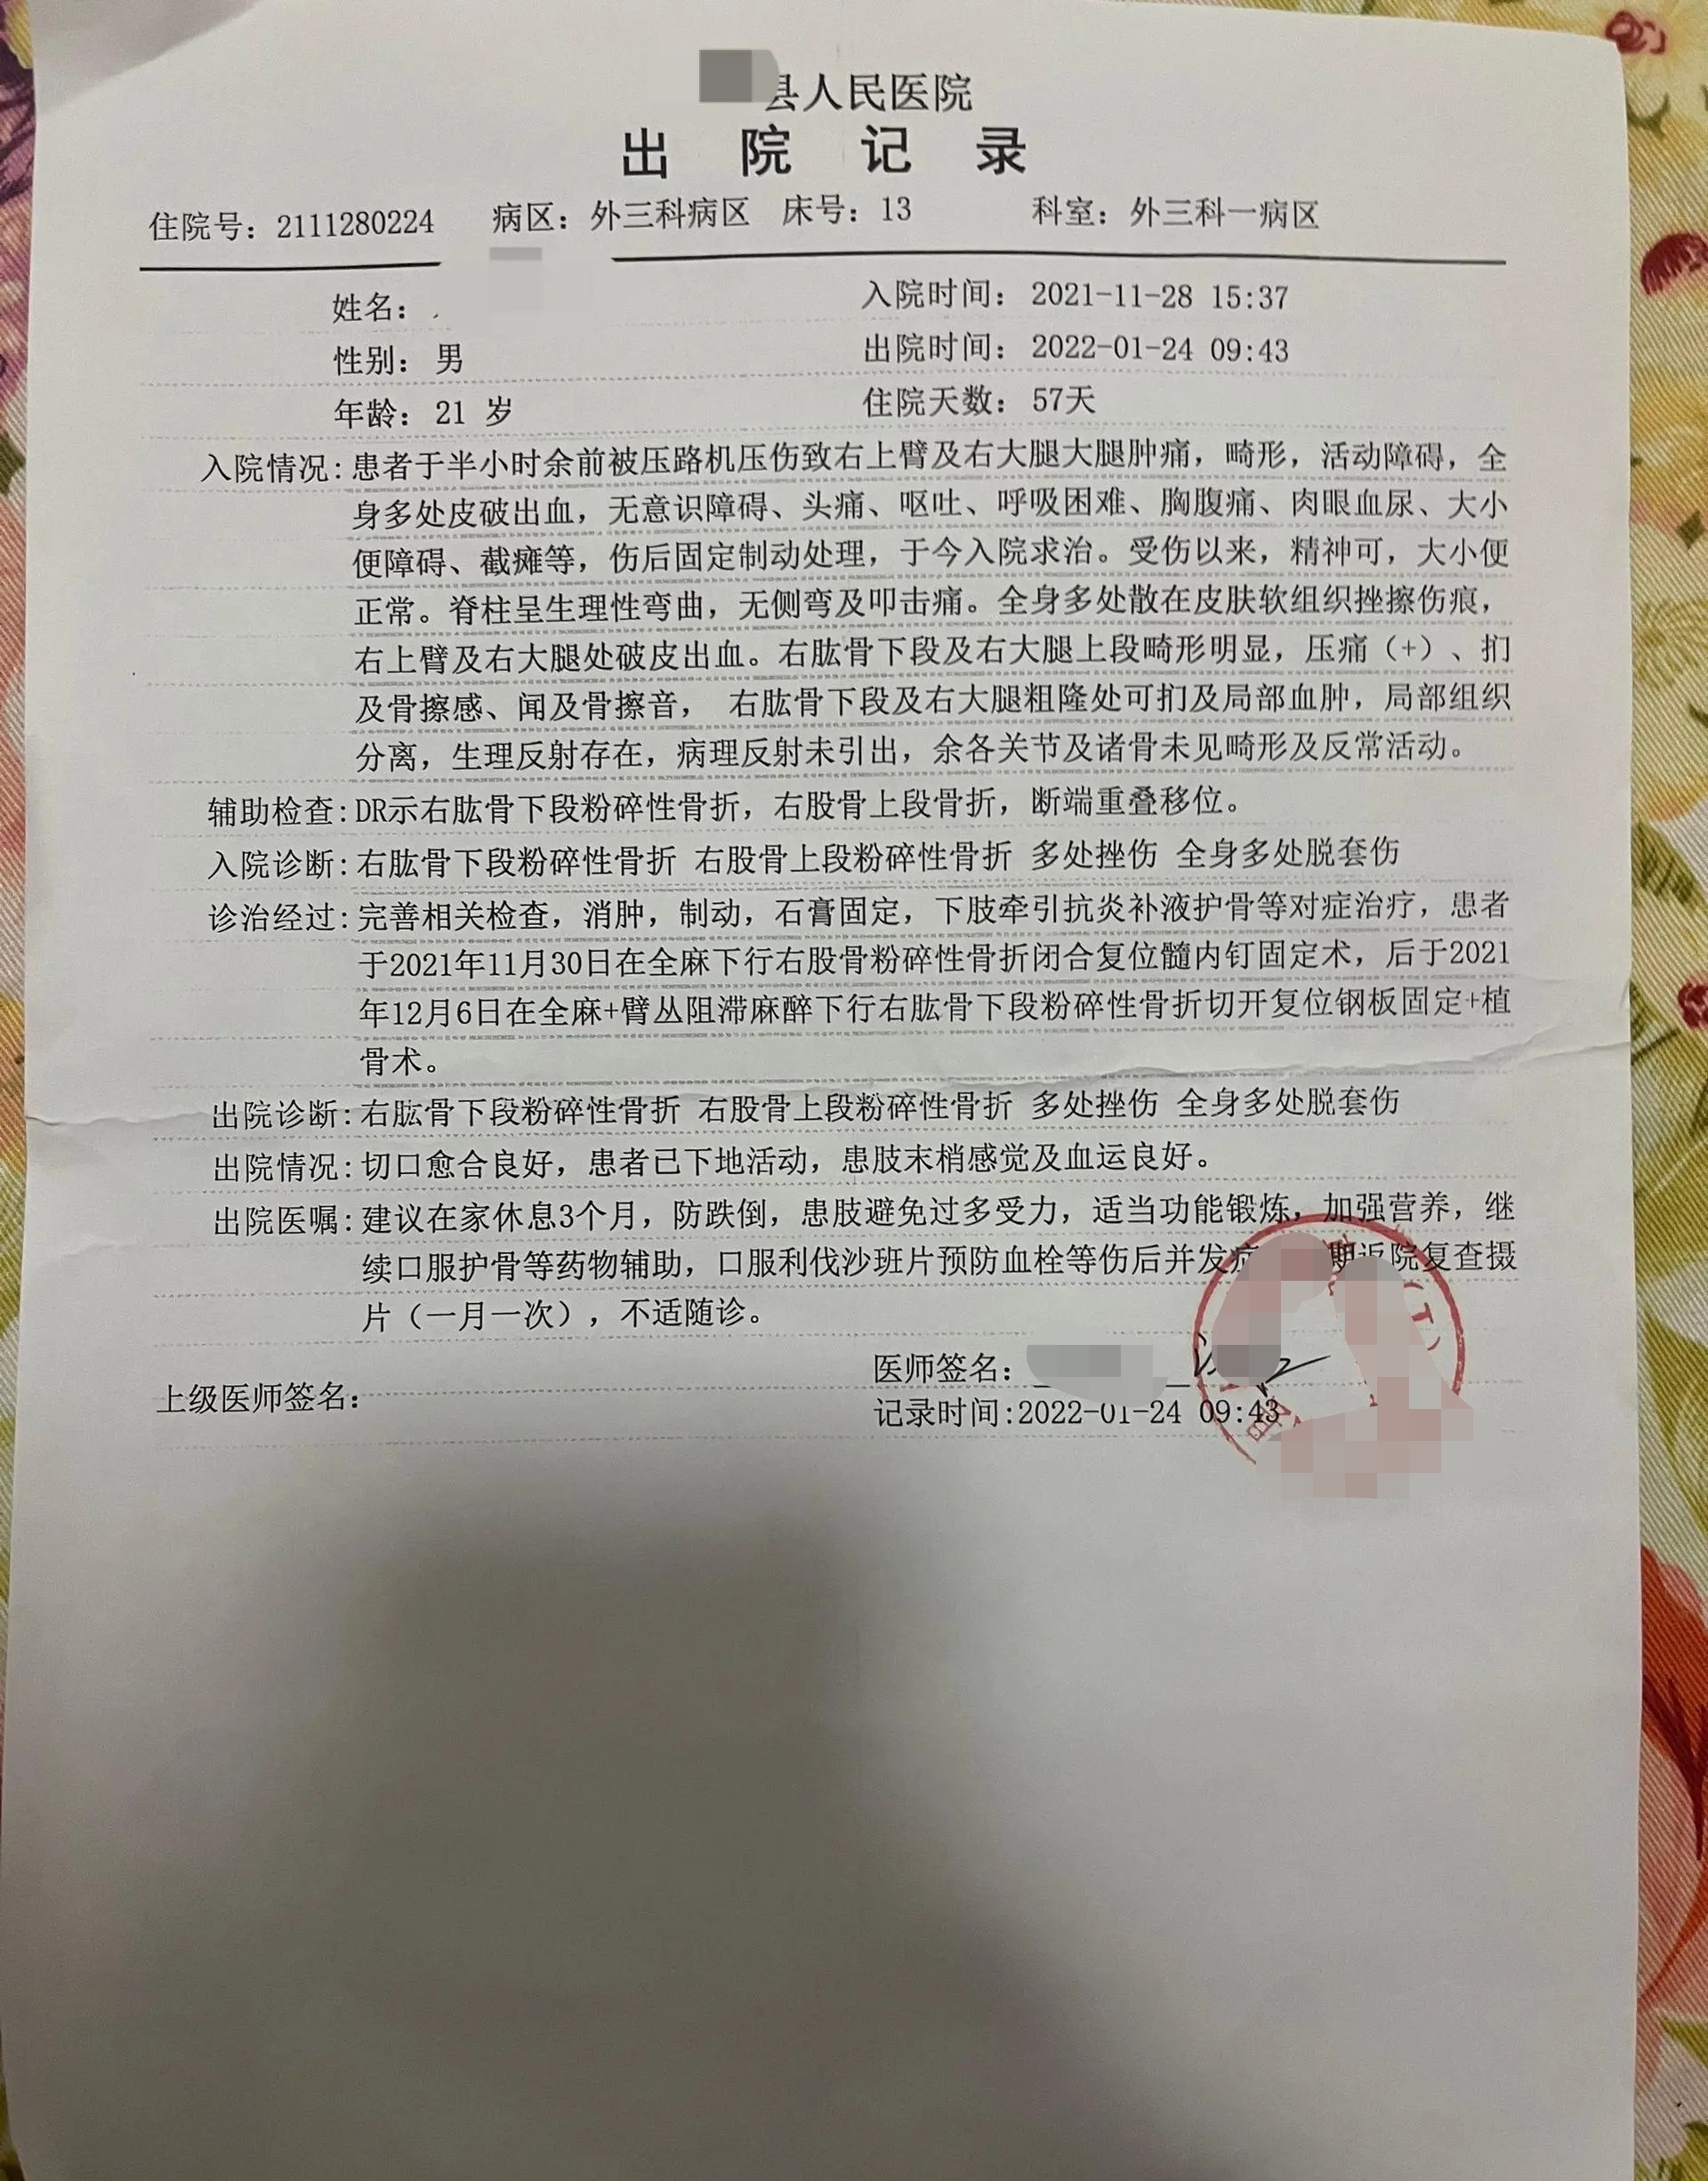 县人民医院
出 院 记 录
住院号：2111280224 病区：外三科病区 床号：13 科室：外三科一病区
姓名： 入院时间：2021-11-28 15:37
性别：男 出院时间：2022-01-24 09:43
年龄：21 岁 住院天数：57天
入院情况：患者于半小时余前被压路机压伤致右上臂及右大腿大腿肿痛，畸形，活动障碍，全
身多处皮破出血，无意识障碍、头痛、呕吐、呼吸困难、胸腹痛、肉眼血尿、大小
便障碍、截瘫等，伤后固定制动处理，于今入院求治。受伤以来，精神可，大小便
正常。脊柱呈生理性弯曲，无侧弯及叩击痛。全身多处散在皮肤软组织挫擦伤痕，
右上臂及右大腿处破皮出血。右肱骨下段及右大腿上段畸形明显，压痛（+）、扪
及骨擦感、闻及骨擦音， 右肱骨下段及右大腿粗隆处可扪及局部血肿，局部组织
分离，生理反射存在，病理反射未引出，余各关节及诸骨未见畸形及反常活动。
辅助检查：DR示右肱骨下段粉碎性骨折，右股骨上段骨折，断端重叠移位。
入院诊断：右肱骨下段粉碎性骨折 右股骨上段粉碎性骨折 多处挫伤 全身多处脱套伤
诊治经过：完善相关检查，消肿，制动，石膏固定，下肢牵引抗炎补液护骨等对症治疗，患者
于2021年11月30日在全麻下行右股骨粉碎性骨折闭合复位髓内钉固定术，后于2021
年12月6日在全麻+臂丛阻滞麻醉下行右肱骨下段粉碎性骨折切开复位钢板固定+植
骨术。
出院诊断：右肱骨下段粉碎性骨折 右股骨上段粉碎性骨折 多处挫伤 全身多处脱套伤
出院情况：切口愈合良好，患者已下地活动，患肢末梢感觉及血运良好。
出院医嘱：建议在家休息3个月，防跌倒，患肢避免过多受力，适当功能锻炼，加强营养，继
续口服护骨等药物辅助，口服利伐沙班片预防血栓等伤后并发症 期返院复查摄
片（一月一次），不适随诊。
医师签名：
上级医师签名：
记录时间:2022-01-24 09:43